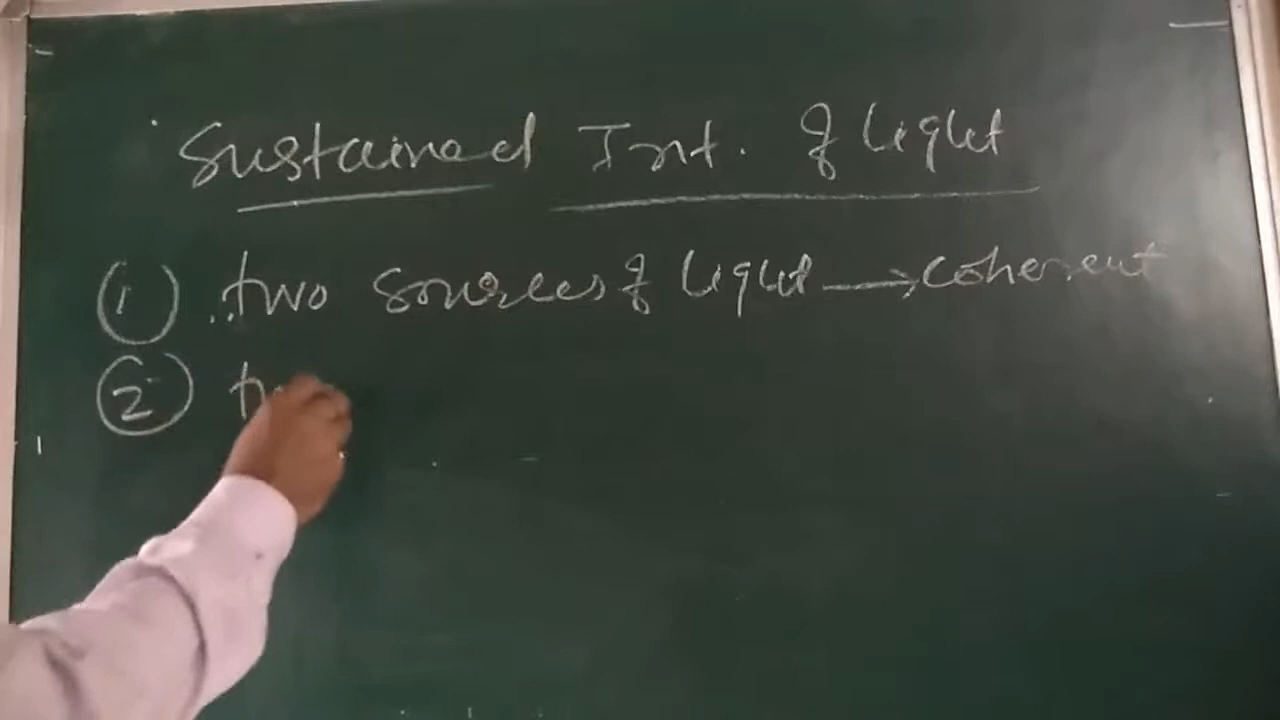 Sustained Int. of light
(1) two sources of light → coherent
(2)